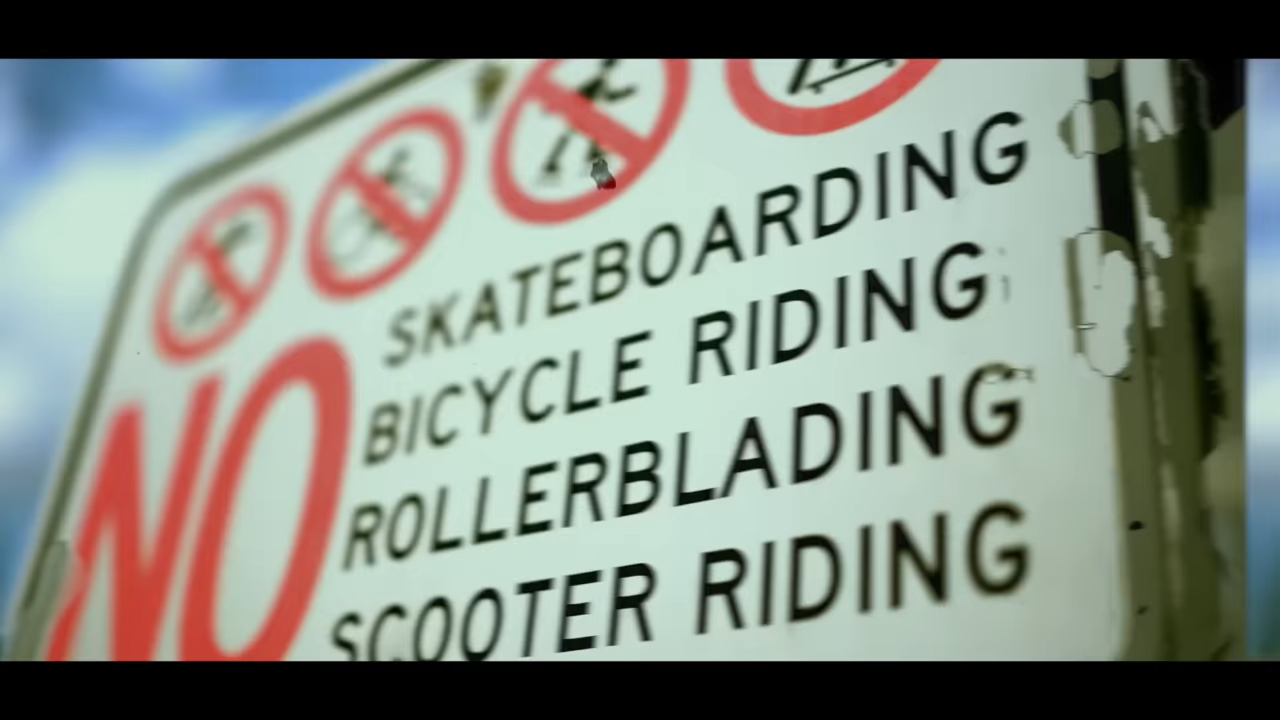 NO
SKATEBOARDING
BICYCLE RIDING
ROLLERBLADING
SCOOTER RIDING